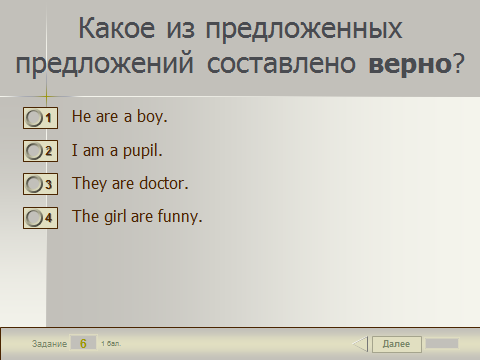 Какое из предложенных
предложений составлено верно?
1 He are a boy.
2 I am a pupil.
3 They are doctor.
4 The girl are funny.
Задание 6 1 бал. Далее